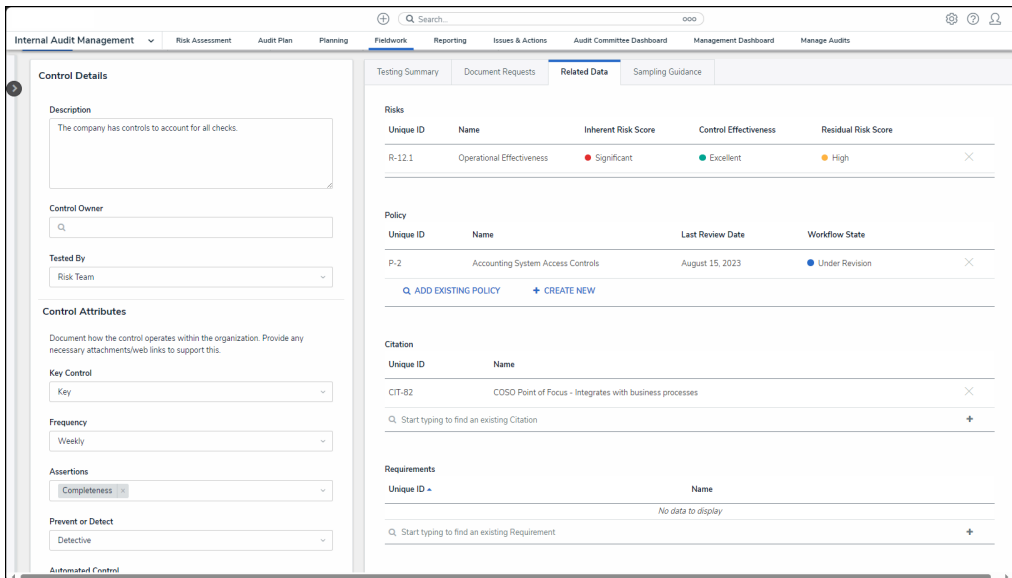 Search...
Internal Audit Management
Risk Assessment
Audit Plan
Planning
Fieldwork
Reporting
Issues & Actions
Audit Committee Dashboard
Management Dashboard
Manage Audits
Control Details
Description
The company has controls to account for all checks.
Control Owner
Tested By
Risk Team
Control Attributes
Document how the control operates within the organization. Provide any
necessary attachments/web links to support this.
Key Control
Key
Frequency
Weekly
Assertions
Completeness ×
Prevent or Detect
Detective
Automated Control
Testing Summary
Document Requests
Related Data
Sampling Guidance
Risks
Unique ID Name Inherent Risk Score Control Effectiveness Residual Risk Score
R-12.1 Operational Effectiveness Significant Excellent High
Policy
Unique ID Name Last Review Date Workflow State
P-2 Accounting System Access Controls August 15, 2023 Under Revision
ADD EXISTING POLICY + CREATE NEW
Citation
Unique ID Name
CIT-82 COSO Point of Focus - Integrates with business processes
Start typing to find an existing Citation +
Requirements
Unique ID Name
No data to display
Start typing to find an existing Requirement +